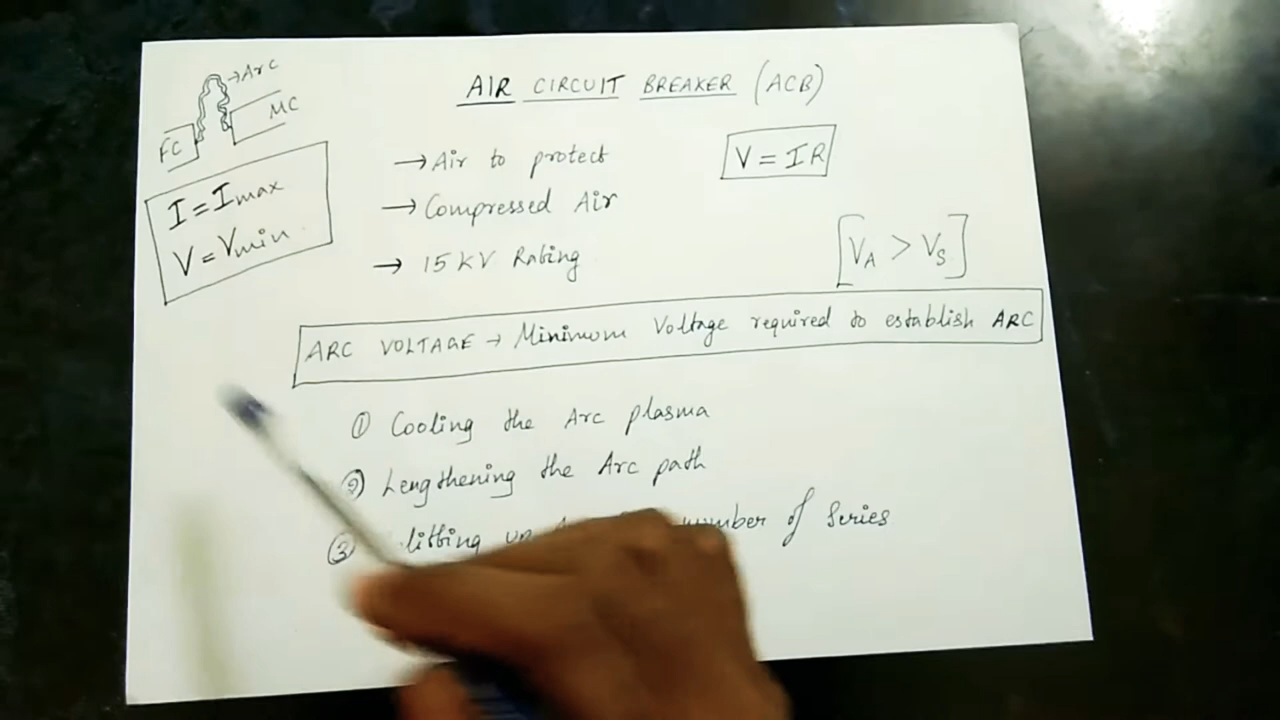 AIR CIRCUIT BREAKER (ACB)
→ Arc
MC
FC
I = Imax
V = Vmin
→ Air to protect
→ Compressed Air
→ 15 kV Rating
V = IR
[VA > VS]
ARC VOLTAGE → Minimum Voltage required to establish ARC
① Cooling the Arc plasma
② Lengthening the Arc path
③ up number of Series